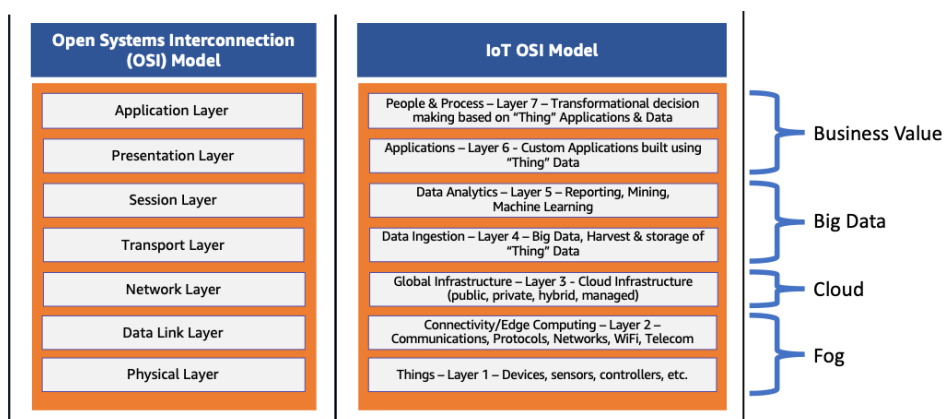 Open Systems Interconnection
(OSI) Model
Application Layer
Presentation Layer
Session Layer
Transport Layer
Network Layer
Data Link Layer
Physical Layer
IoT OSI Model
People & Process – Layer 7 – Transformational decision
making based on “Thing” Applications & Data
Applications – Layer 6 - Custom Applications built using
“Thing” Data
Data Analytics – Layer 5 – Reporting, Mining,
Machine Learning
Data Ingestion – Layer 4 – Big Data, Harvest & storage of
“Thing” Data
Global Infrastructure – Layer 3 - Cloud Infrastructure
(public, private, hybrid, managed)
Connectivity/Edge Computing – Layer 2 –
Communications, Protocols, Networks, WiFi, Telecom
Things – Layer 1 – Devices, sensors, controllers, etc.
Business Value
Big Data
Cloud
Fog